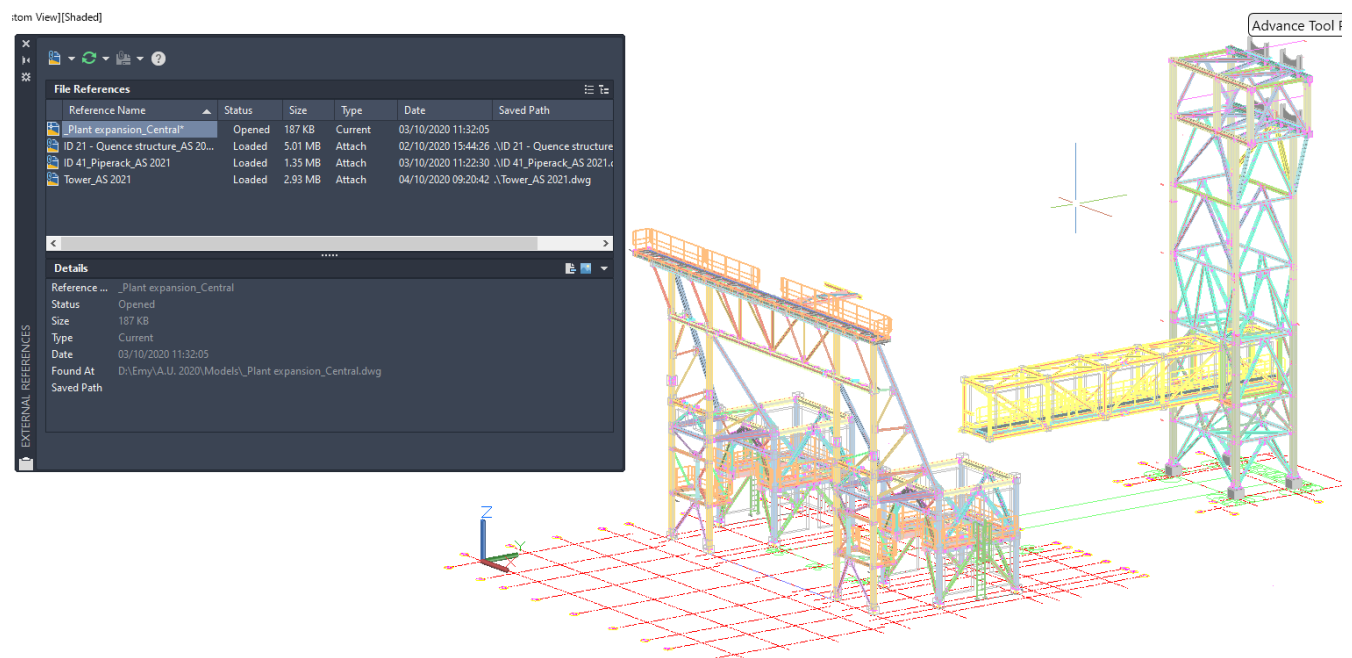 stom View][Shaded]
Advance Tool P
File References
Reference Name Status Size Type Date Saved Path
_Plant expansion_Central* Opened 187 KB Current 03/10/2020 11:32:05
ID 21 - Quence structure_AS 20... Loaded 5.01 MB Attach 02/10/2020 15:44:26 .\ID 21 - Quence structure
ID 41_Piperack_AS 2021 Loaded 1.35 MB Attach 03/10/2020 11:22:30 .\ID 41_Piperack_AS 2021.c
Tower_AS 2021 Loaded 2.93 MB Attach 04/10/2020 09:20:42 .\Tower_AS 2021.dwg
Details
Reference ... _Plant expansion_Central
Status Opened
Size 187 KB
Type Current
Date 03/10/2020 11:32:05
Found At D:\Emy\A.U. 2020\Models\_Plant expansion_Central.dwg
Saved Path
EXTERNAL REFERENCES
Z
Y
X